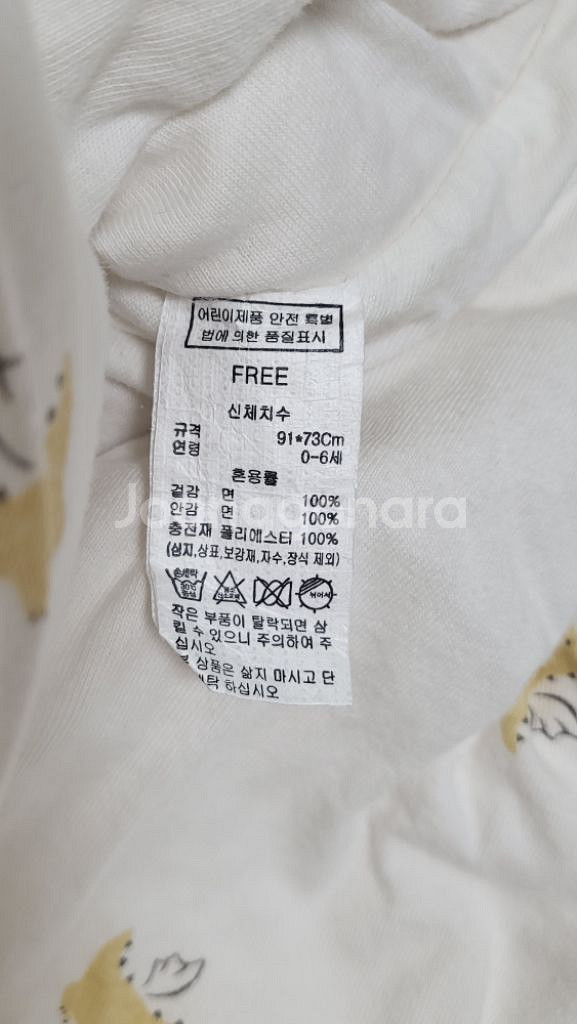 어린이제품 안전 특별
법에 의한 품질표시
FREE
신체치수
규격 91*73Cm
연령 0-6세
혼용률
겉감 면 100%
안감 면 100%
충전재 폴리에스터 100%
(심지,상표,보강재,자수,장식 제외)
작은 부품이 탈락되면 삼
킬 수 있으니 주의하여 주
십시오
상품은 삶지 마시고 단
세탁 하십시오